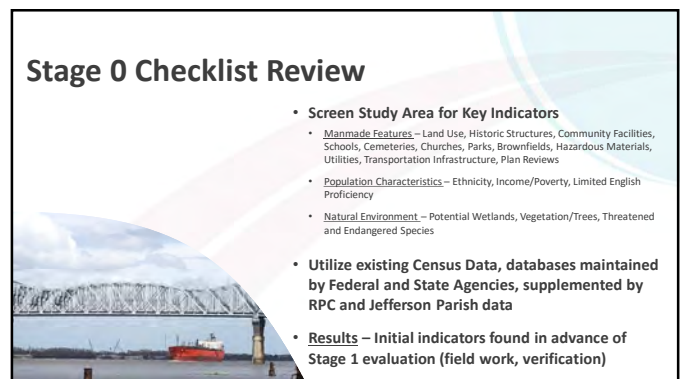 Stage 0 Checklist Review
• Screen Study Area for Key Indicators
• Manmade Features – Land Use, Historic Structures, Community Facilities,
Schools, Cemeteries, Churches, Parks, Brownfields, Hazardous Materials,
Utilities, Transportation Infrastructure, Plan Reviews
• Population Characteristics – Ethnicity, Income/Poverty, Limited English
Proficiency
• Natural Environment – Potential Wetlands, Vegetation/Trees, Threatened
and Endangered Species
• Utilize existing Census Data, databases maintained
by Federal and State Agencies, supplemented by
RPC and Jefferson Parish data
• Results – Initial indicators found in advance of
Stage 1 evaluation (field work, verification)